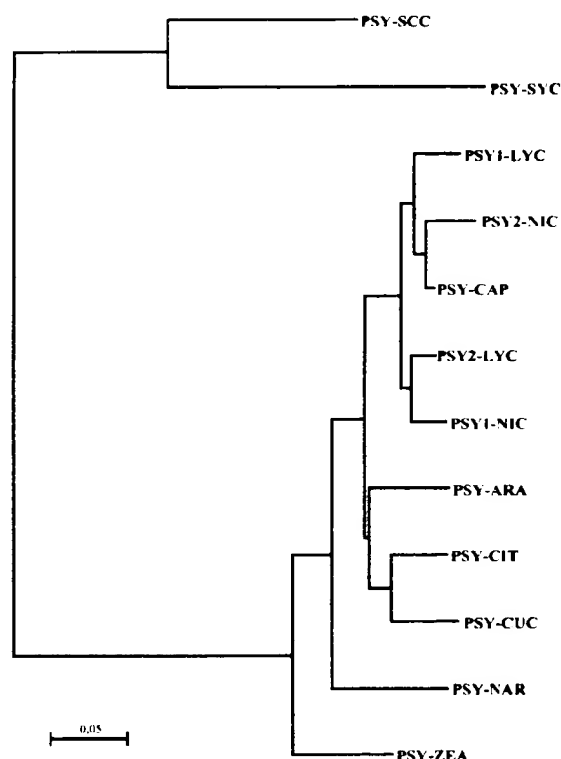 PSY-SCC
PSY-SYC
PSY1-LYC
PSY2-NIC
PSY-CAP
PSY2-LYC
PSY1-NIC
PSY-ARA
PSY-CIT
PSY-CUC
PSY-NAR
0,05
PSY-ZEA